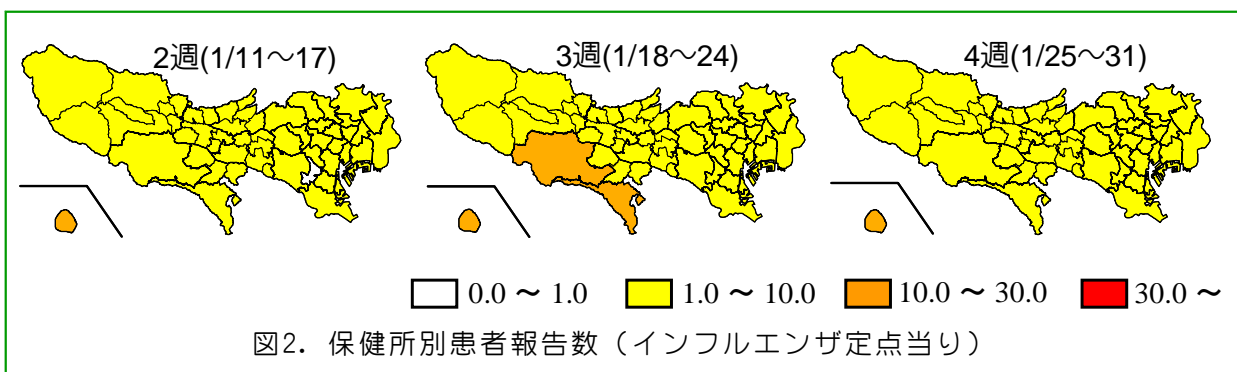 2週(1/11～17)
3週(1/18～24)
4週(1/25～31)
0.0 ～ 1.0
1.0 ～ 10.0
10.0 ～ 30.0
30.0 ～
図2．保健所別患者報告数（インフルエンザ定点当り）